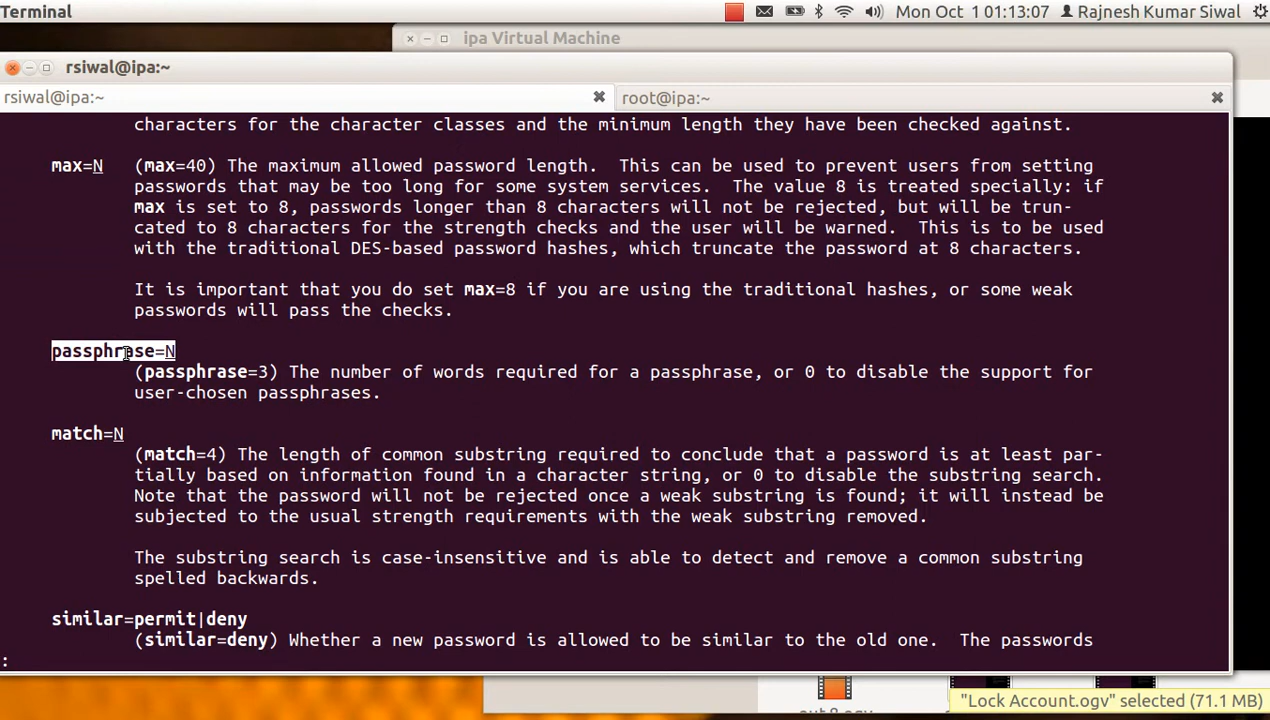 Terminal
Mon Oct 1 01:13:07
Rajnesh Kumar Siwal
ipa Virtual Machine
rsiwal@ipa:~
rsiwal@ipa:~
root@ipa:~
characters for the character classes and the minimum length they have been checked against.
max=N (max=40) The maximum allowed password length. This can be used to prevent users from setting
passwords that may be too long for some system services. The value 8 is treated specially: if
max is set to 8, passwords longer than 8 characters will not be rejected, but will be trun-
cated to 8 characters for the strength checks and the user will be warned. This is to be used
with the traditional DES-based password hashes, which truncate the password at 8 characters.
It is important that you do set max=8 if you are using the traditional hashes, or some weak
passwords will pass the checks.
passphrase=N
(passphrase=3) The number of words required for a passphrase, or 0 to disable the support for
user-chosen passphrases.
match=N
(match=4) The length of common substring required to conclude that a password is at least par-
tially based on information found in a character string, or 0 to disable the substring search.
Note that the password will not be rejected once a weak substring is found; it will instead be
subjected to the usual strength requirements with the weak substring removed.
The substring search is case-insensitive and is able to detect and remove a common substring
spelled backwards.
similar=permit|deny
(similar=deny) Whether a new password is allowed to be similar to the old one. The passwords
:
"Lock Account.ogv" selected (71.1 MB)